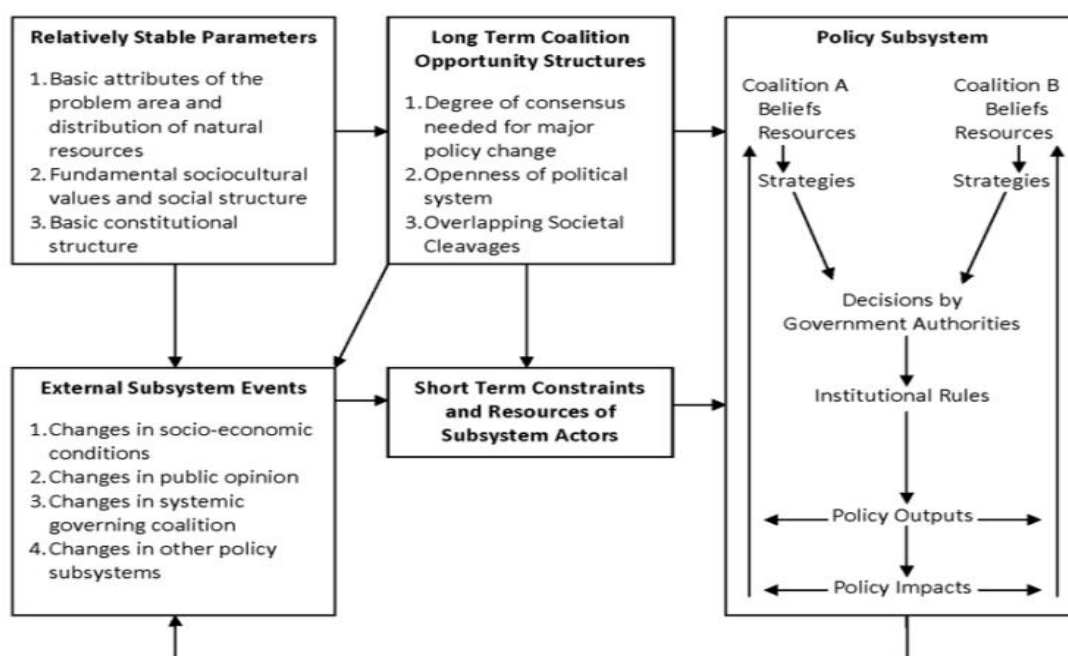 Relatively Stable Parameters
1. Basic attributes of the
problem area and
distribution of natural
resources
2. Fundamental sociocultural
values and social structure
3. Basic constitutional
structure
Long Term Coalition
Opportunity Structures
1. Degree of consensus
needed for major
policy change
2. Openness of political
system
3. Overlapping Societal
Cleavages
Policy Subsystem
Coalition A
Beliefs
Resources
Coalition B
Beliefs
Resources
Strategies
Strategies
Decisions by
Government Authorities
Institutional Rules
Policy Outputs
Policy Impacts
External Subsystem Events
1. Changes in socio-economic
conditions
2. Changes in public opinion
3. Changes in systemic
governing coalition
4. Changes in other policy
subsystems
Short Term Constraints
and Resources of
Subsystem Actors